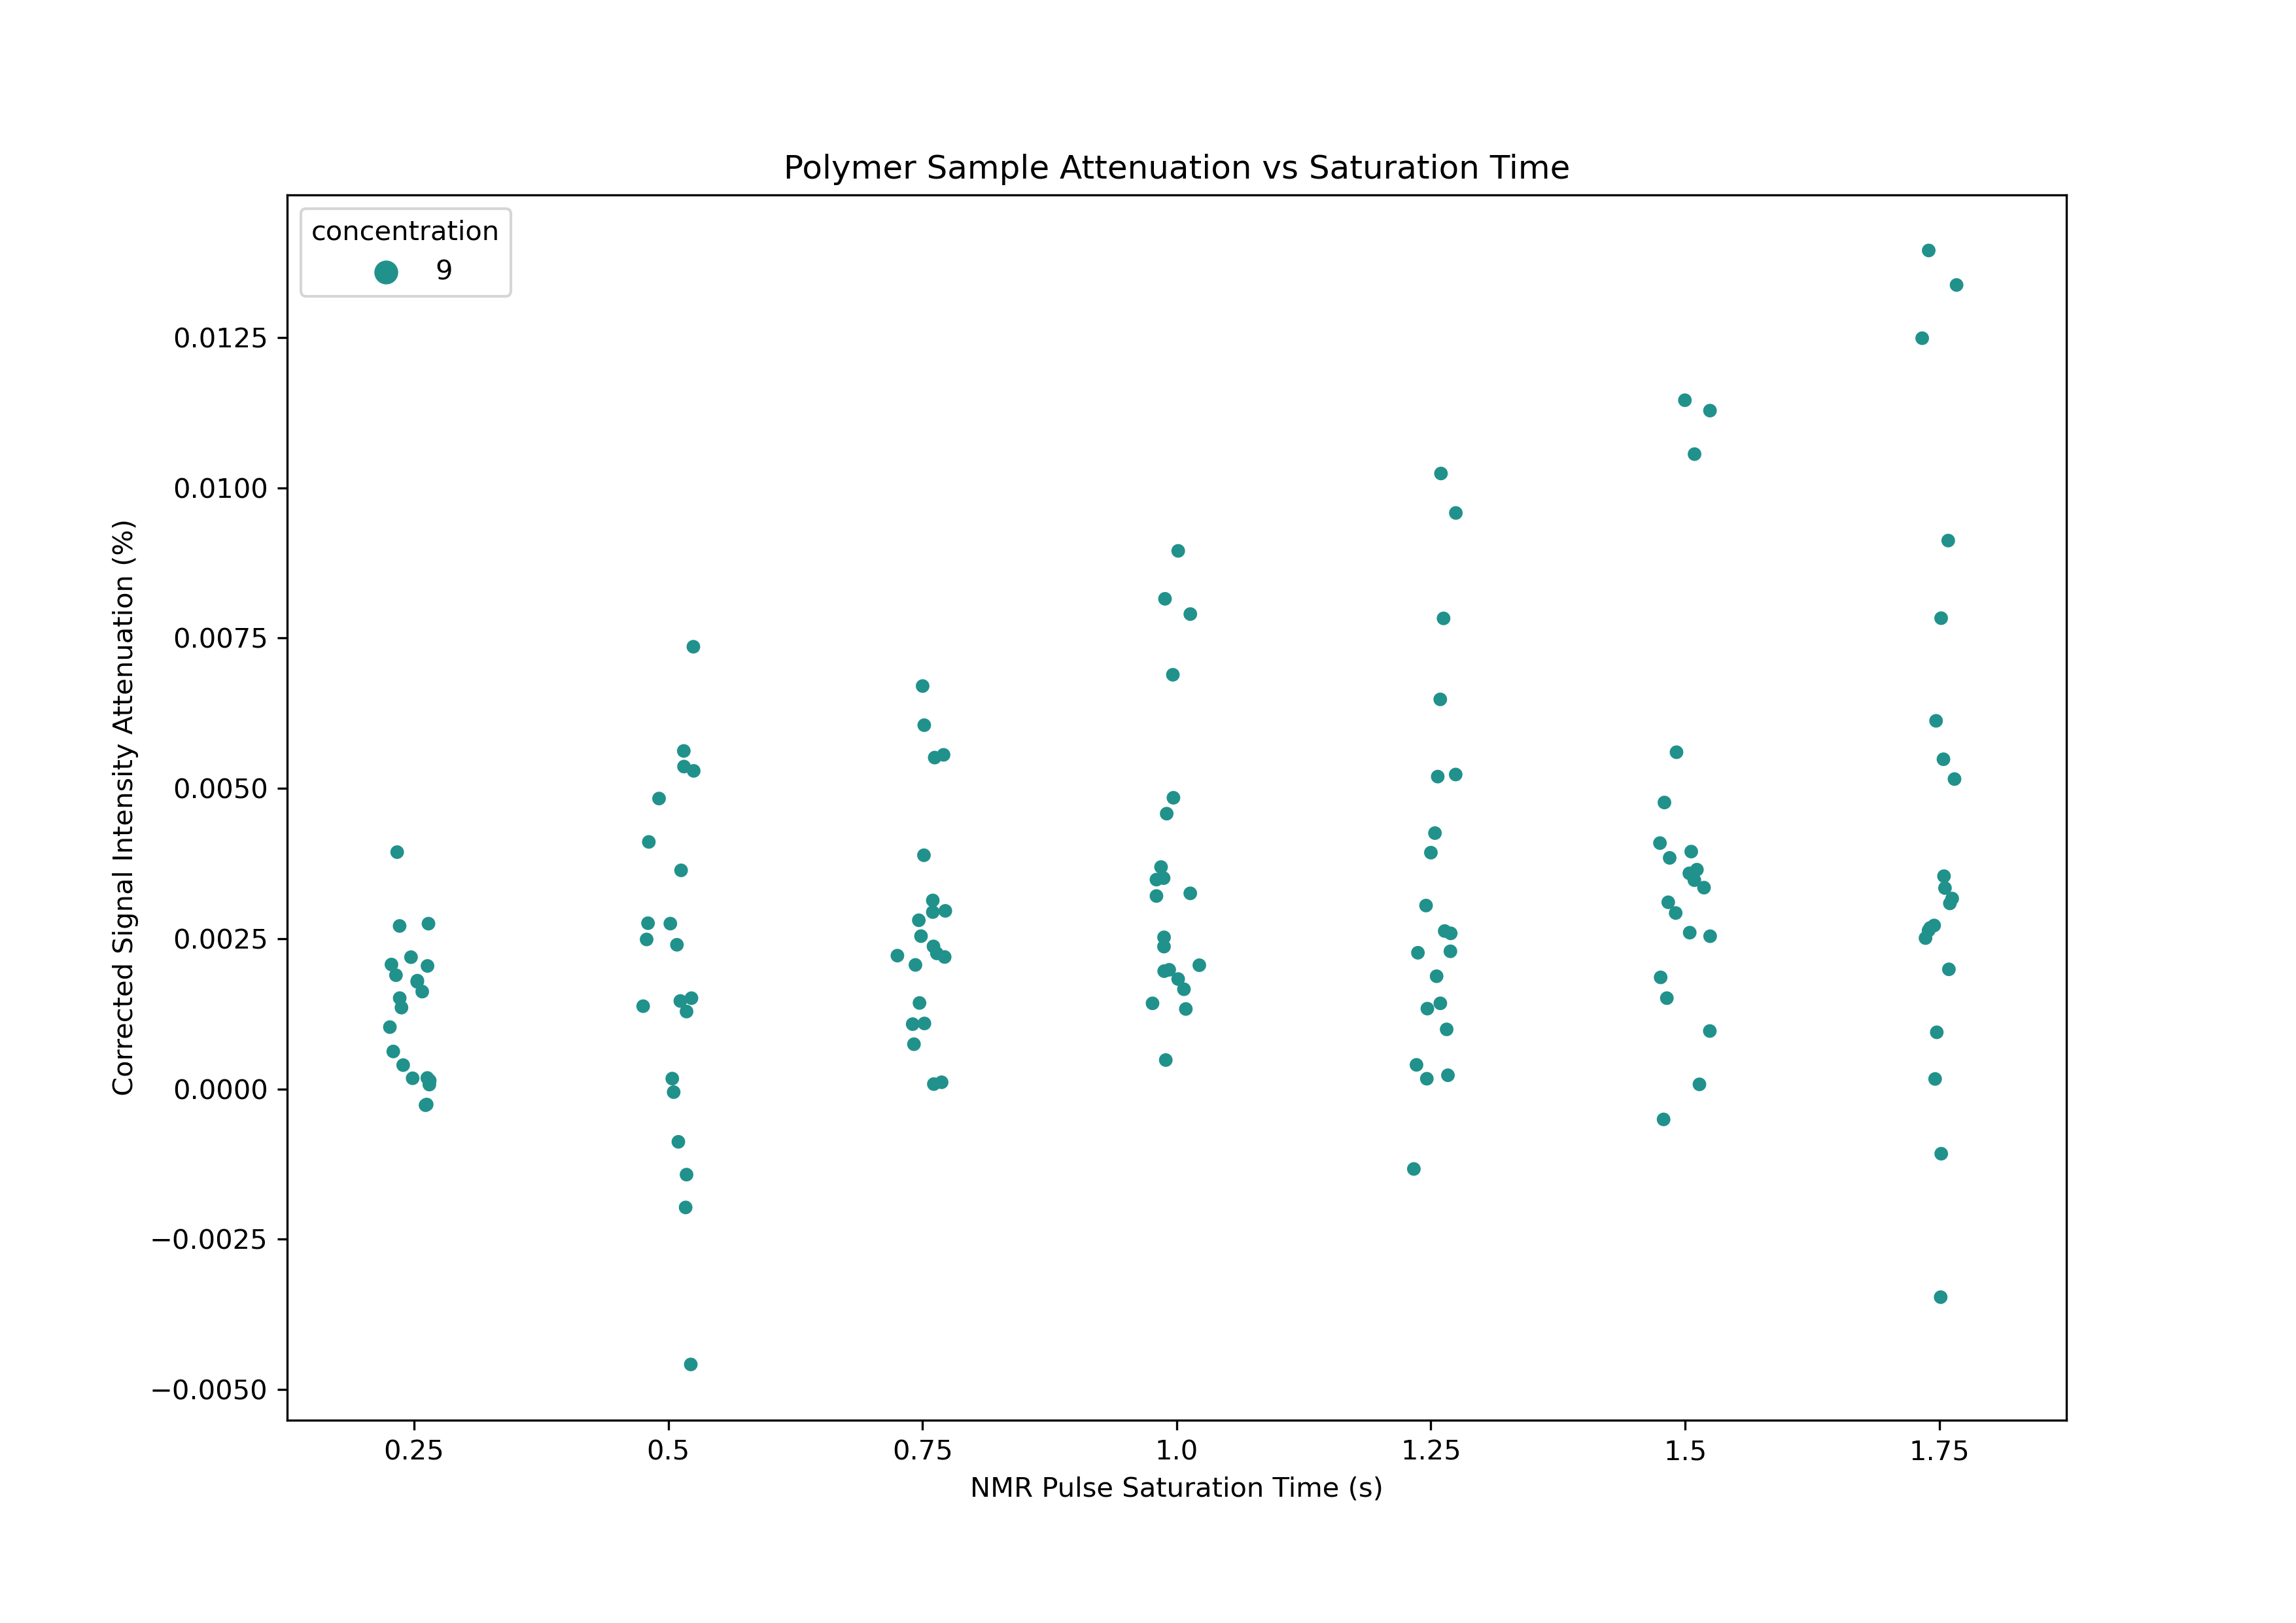 Polymer Sample Attenuation vs Saturation Time
concentration
9
Corrected Signal Intensity Attenuation (%)
0.0125
0.0100
0.0075
0.0050
0.0025
0.0000
−0.0025
−0.0050
0.25 0.5 0.75 1.0 1.25 1.5 1.75
NMR Pulse Saturation Time (s)